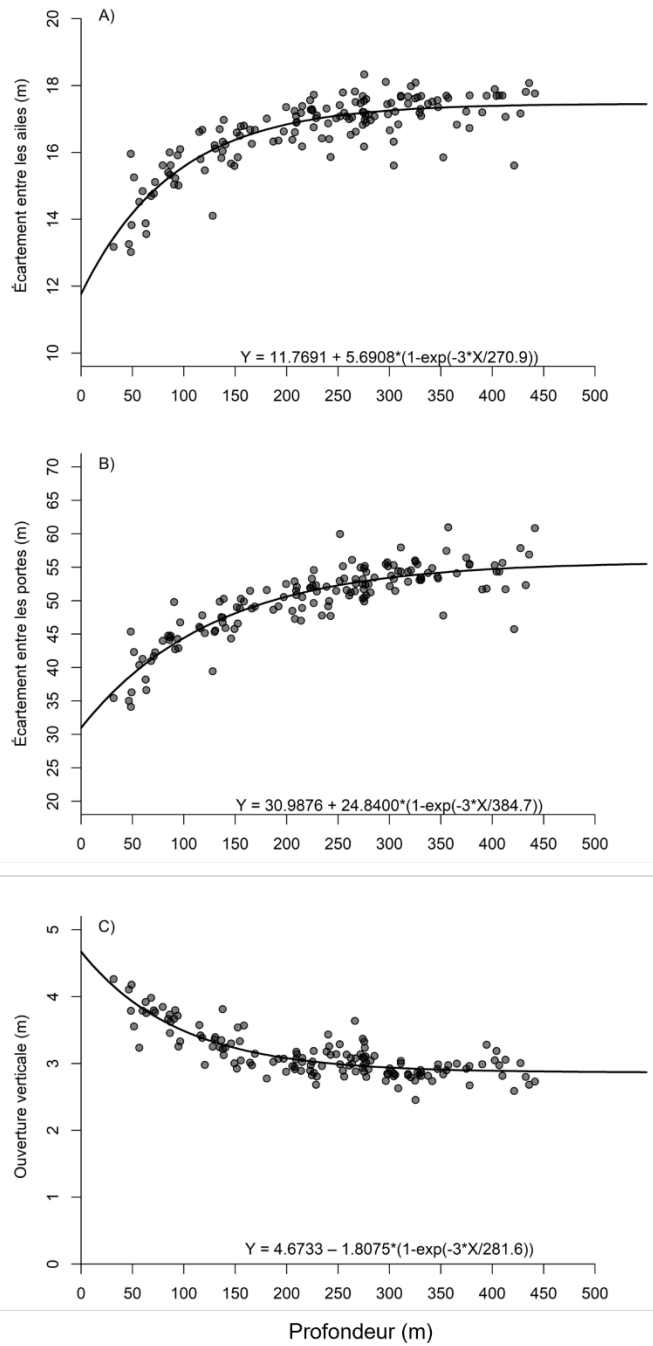 A)
Écartement entre les ailes (m)
20
18
16
14
12
10
Y = 11.7691 + 5.6908*(1-exp(-3*X/270.9))
0 50 100 150 200 250 300 350 400 450 500
B)
Écartement entre les portes (m)
70
65
60
55
50
45
40
35
30
25
20
Y = 30.9876 + 24.8400*(1-exp(-3*X/384.7))
0 50 100 150 200 250 300 350 400 450 500
C)
Ouverture verticale (m)
5
4
3
2
1
0
Y = 4.6733 – 1.8075*(1-exp(-3*X/281.6))
0 50 100 150 200 250 300 350 400 450 500
Profondeur (m)